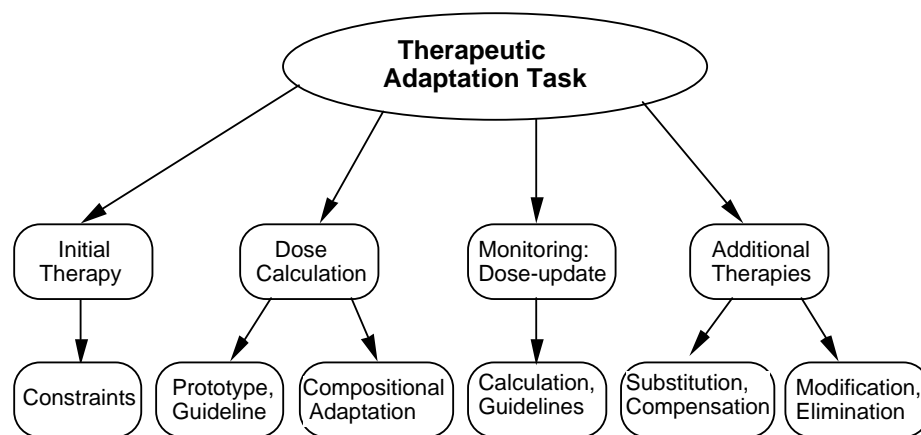 Therapeutic
Adaptation Task
Initial
Therapy
Dose
Calculation
Monitoring:
Dose-update
Additional
Therapies
Constraints
Prototype,
Guideline
Compositional
Adaptation
Calculation,
Guidelines
Substitution,
Compensation
Modification,
Elimination